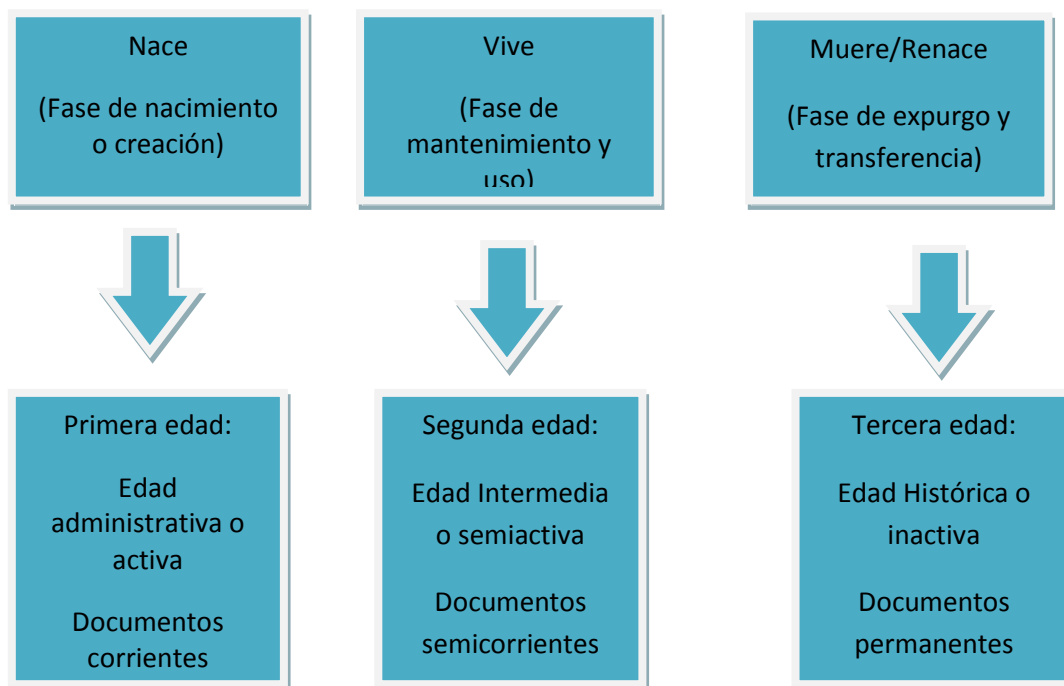 Nace
(Fase de nacimiento
o creación)
Vive
(Fase de
mantenimiento y
uso)
Muere/Renace
(Fase de expurgo y
transferencia)
Primera edad:
Edad
administrativa o
activa
Documentos
corrientes
Segunda edad:
Edad Intermedia
o semiactiva
Documentos
semicorrientes
Tercera edad:
Edad Histórica o
inactiva
Documentos
permanentes